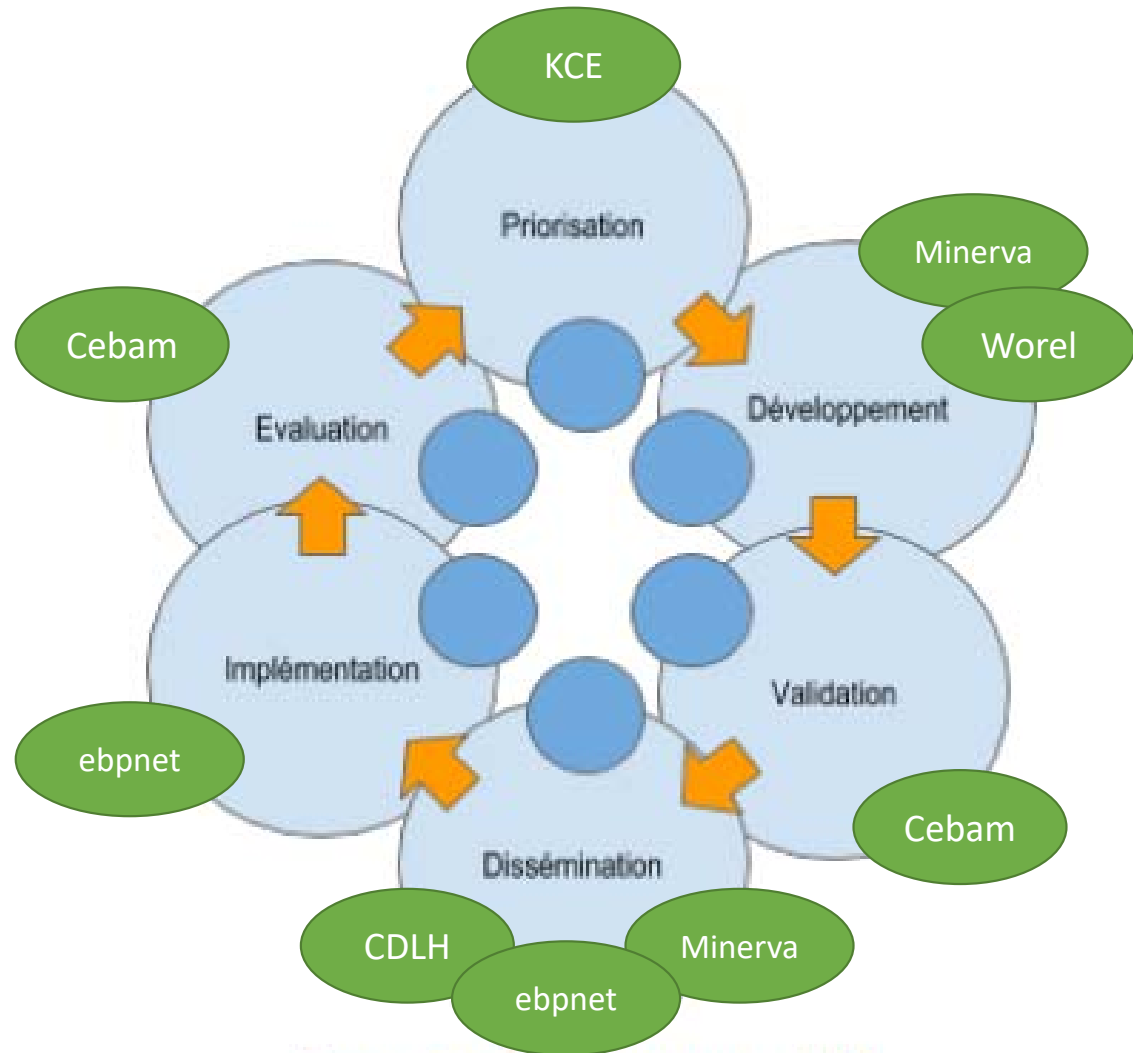 KCE
Priorisation
Minerva
Worel
Développement
Cebam
Evaluation
Implémentation
Validation
ebpnet
Cebam
Dissémination
CDLH
Minerva
ebpnet